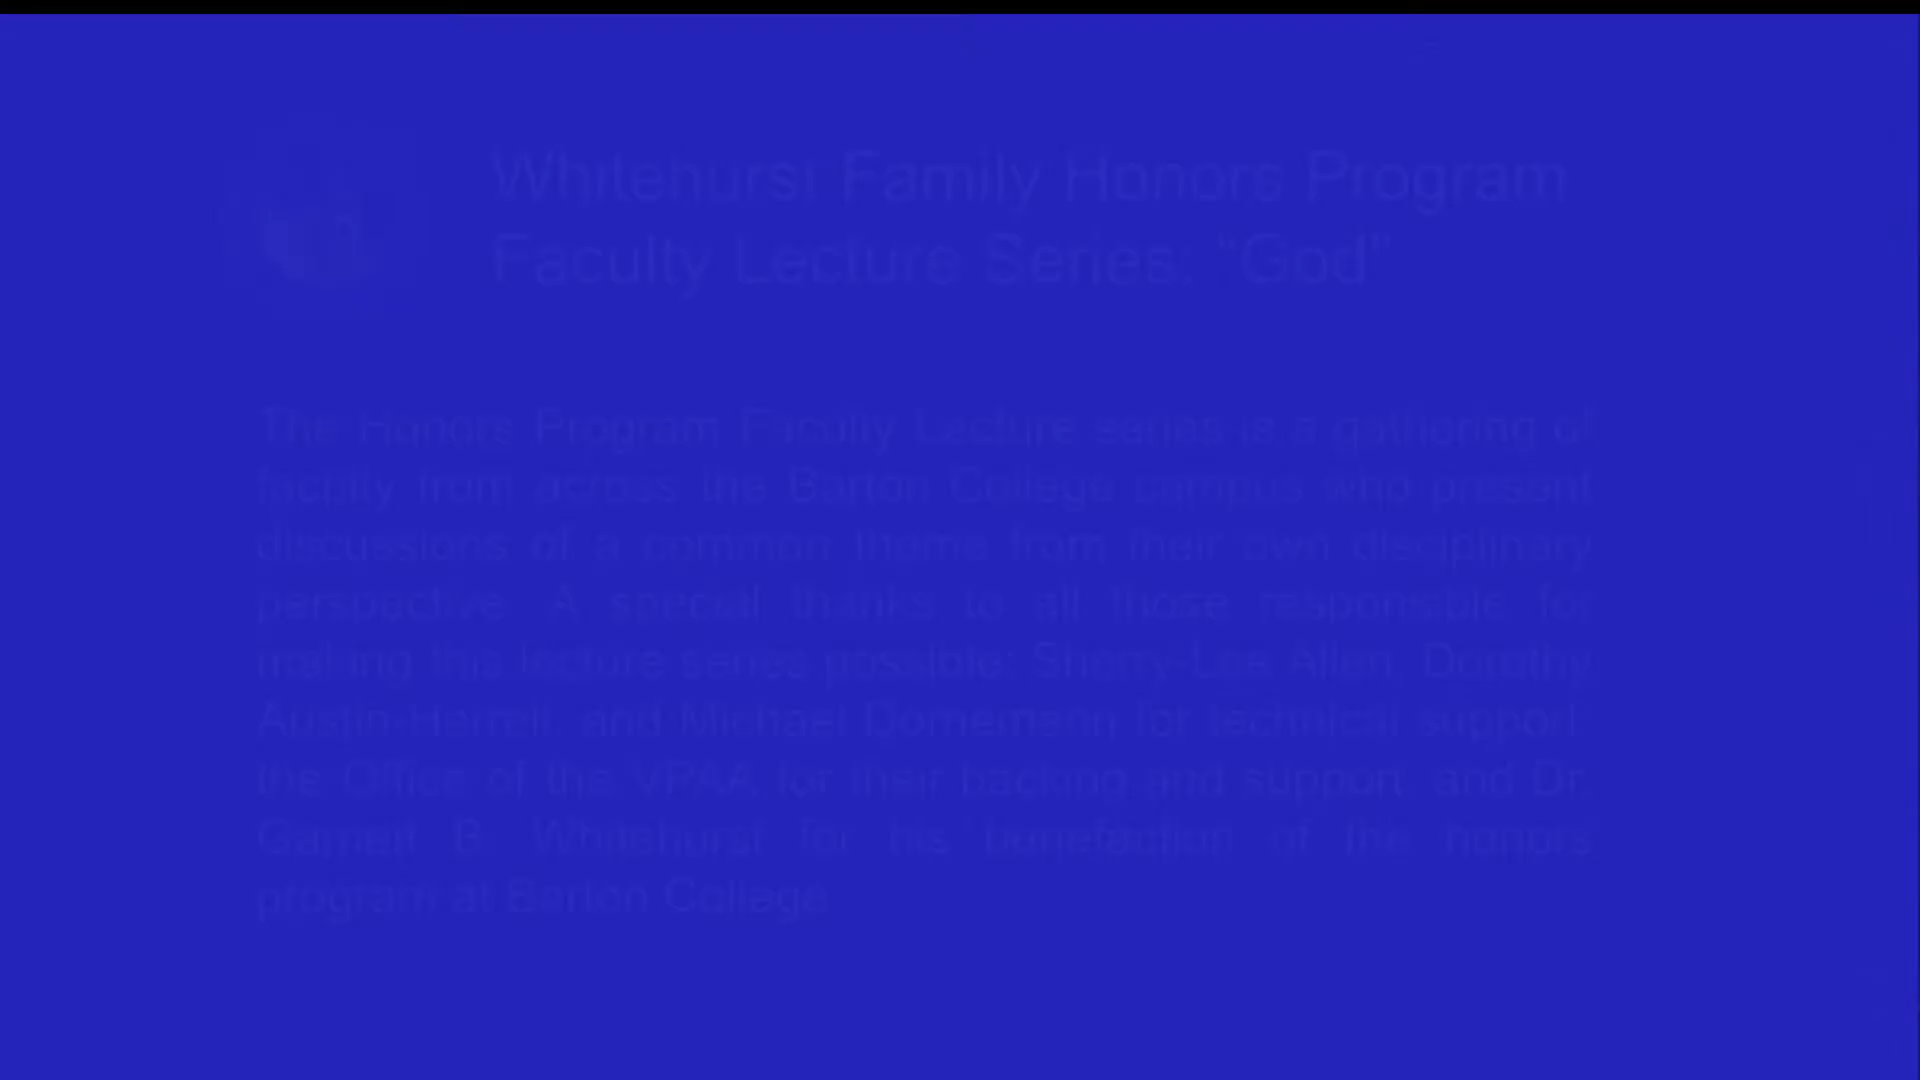 Whitehurst Family Honors Program
Faculty Lecture Series: “God”
The Honors Program Faculty Lecture series is a gathering of
faculty from across the Barton College campus who present
discussions of a common theme from their own disciplinary
perspective. A special thanks to all those responsible for
making this lecture series possible: Sherry-Lee Allen, Dorothy
and Michael Dornemann for technical support;
the Office of the VPAA for their backing and support; and Dr.
B. Whitehurst for his benefaction of the honors
program at Barton College.